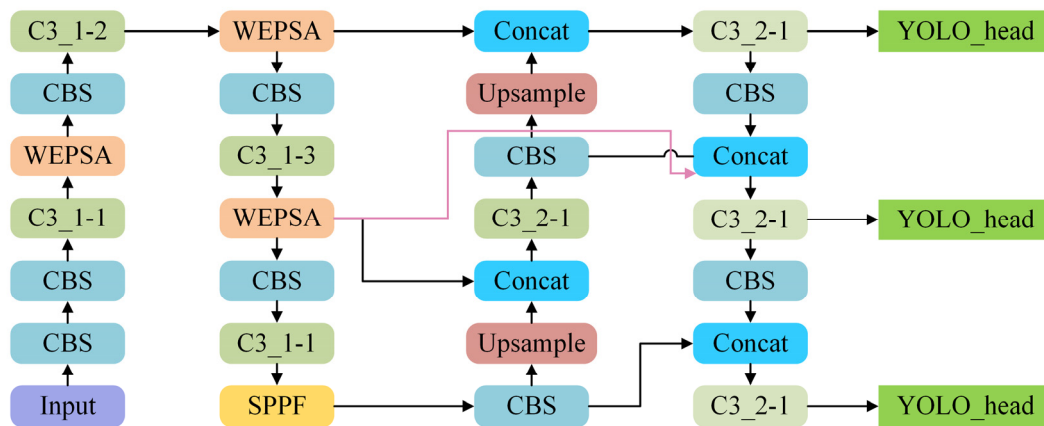 C3_1-2
WEPSA
Concat
C3_2-1
YOLO_head
CBS
CBS
Upsample
CBS
WEPSA
C3_1-3
CBS
Concat
C3_1-1
WEPSA
C3_2-1
C3_2-1
YOLO_head
CBS
CBS
Concat
CBS
CBS
C3_1-1
Upsample
Concat
Input
SPPF
CBS
C3_2-1
YOLO_head